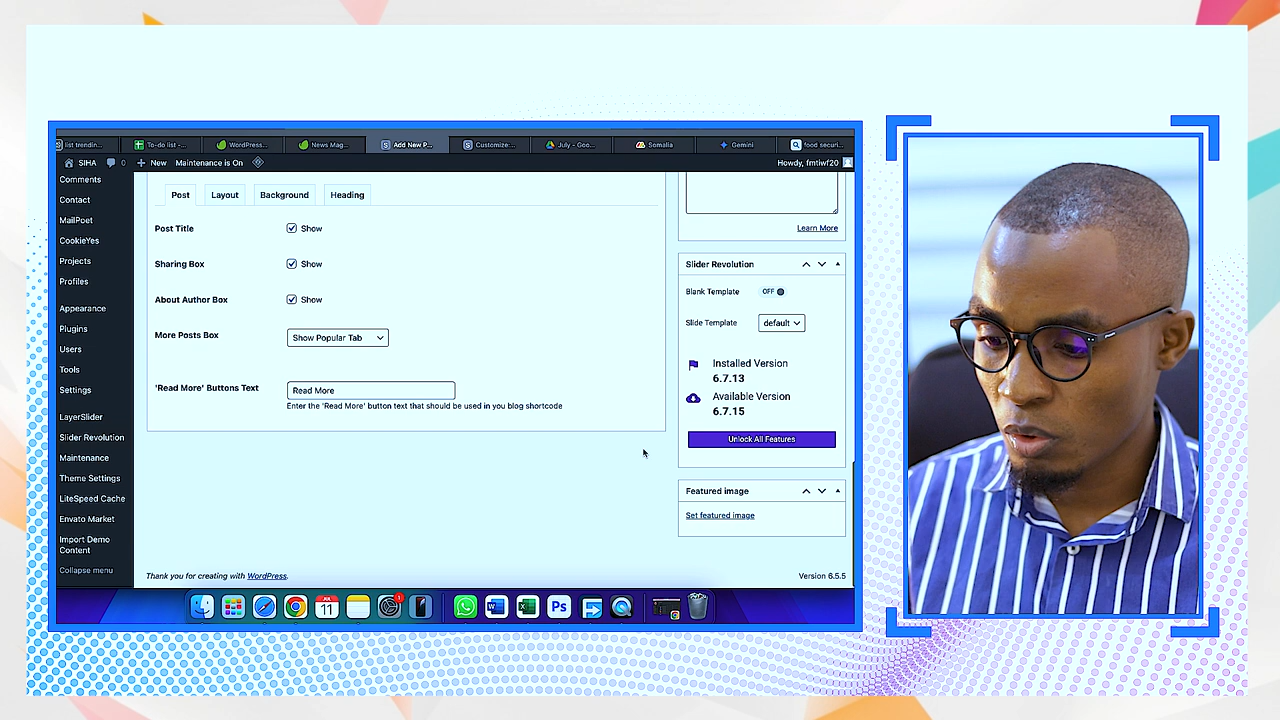 list trendin...
To-do list -...
WordPress...
News Mag...
Add New P...
Customize:...
July - Goo...
Somalia
Gemini
food securi...
SIHA
0
New
Maintenance is On
Howdy, fmtiwf20
Comments
Contact
MailPoet
CookieYes
Projects
Profiles
Appearance
Plugins
Users
Tools
Settings
LayerSlider
Slider Revolution
Maintenance
Theme Settings
LiteSpeed Cache
Envato Market
Import Demo
Content
Collapse menu
Post
Layout
Background
Heading
Post Title
Show
Sharing Box
Show
About Author Box
Show
More Posts Box
Show Popular Tab
'Read More' Buttons Text
Read More
Enter the 'Read More' button text that should be used in you blog shortcode
Learn More
Slider Revolution
Blank Template
OFF
Slide Template
default
Installed Version
6.7.13
Available Version
6.7.15
Unlock All Features
Featured image
Set featured image
Thank you for creating with WordPress.
Version 6.5.5
JUL
11
1
Ps